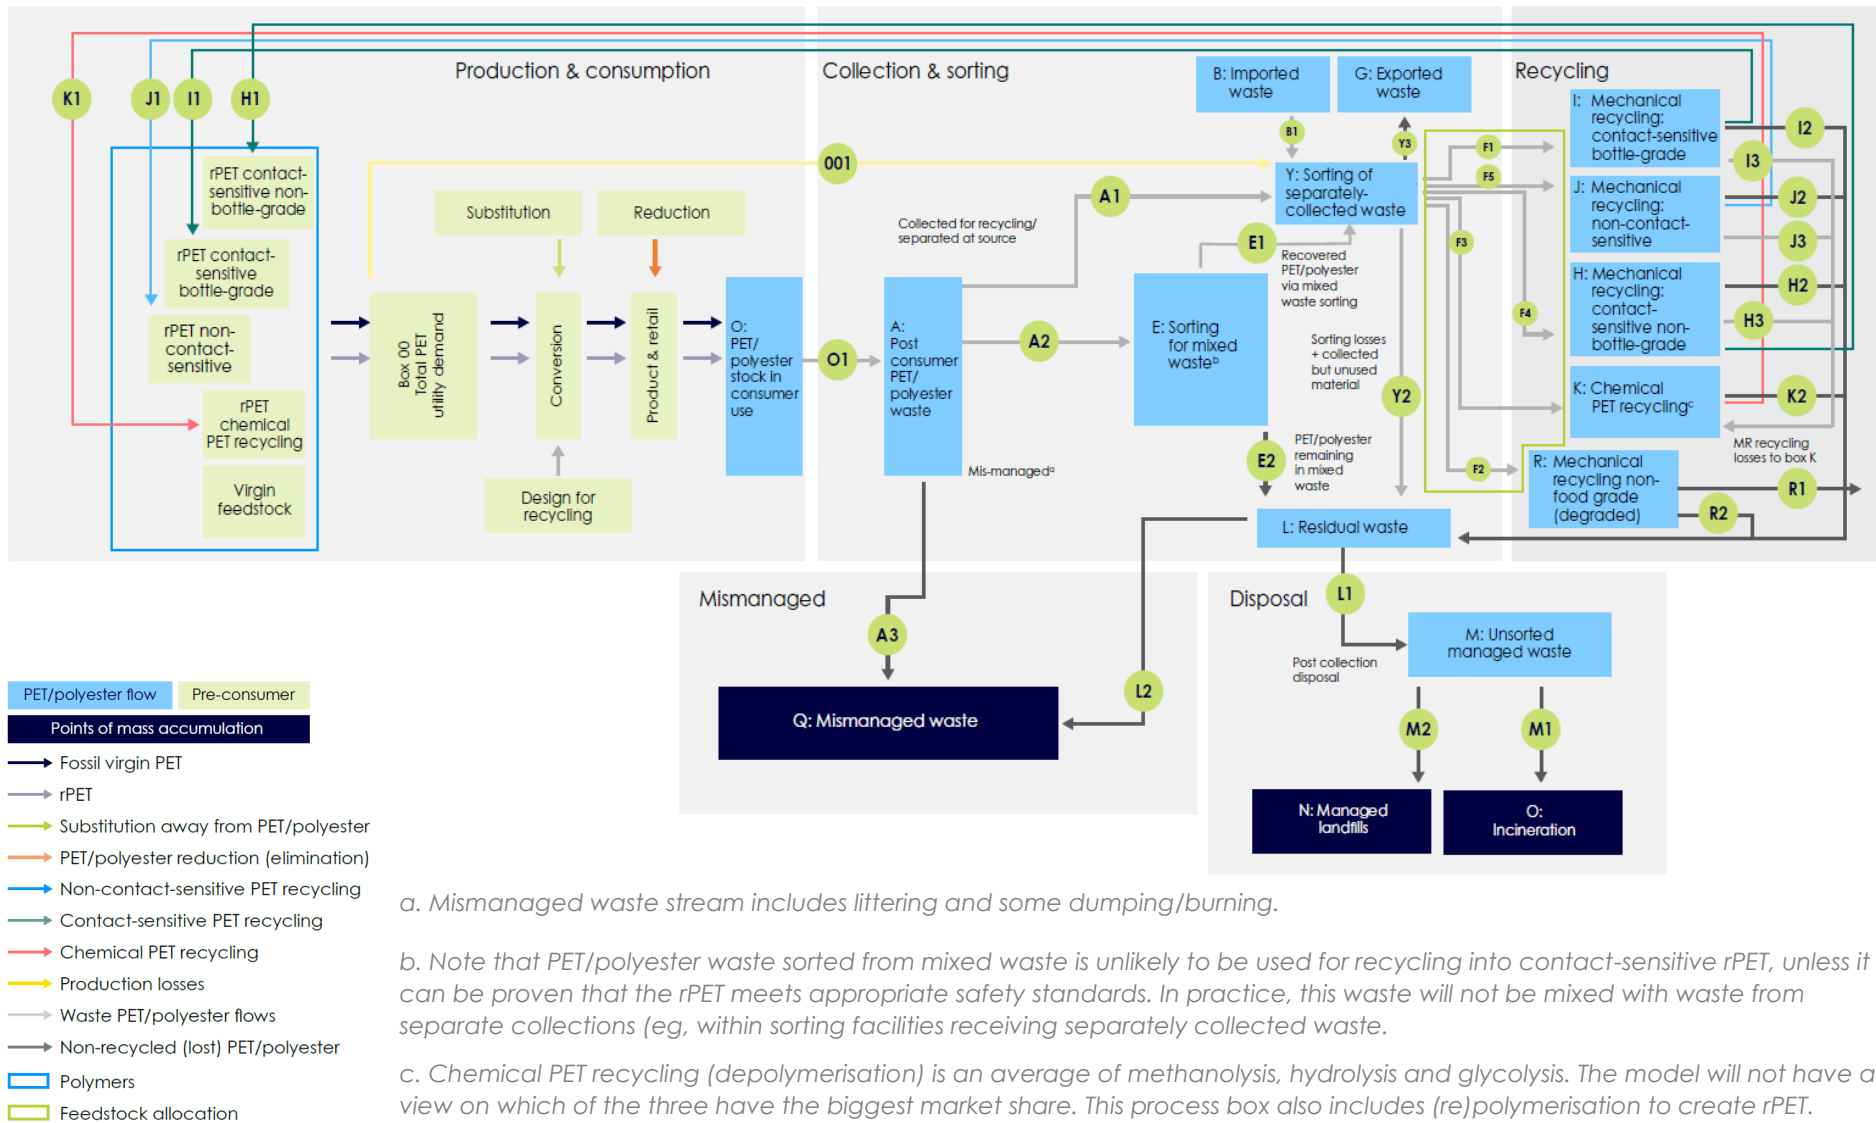 Production & consumption
Collection & sorting
Recycling
K1
J1
I1
H1
rPET contact-
sensitive non-
bottle-grade
rPET contact-
sensitive
bottle-grade
rPET non-
contact-
sensitive
rPET
chemical
PET recycling
Virgin
feedstock
Box 00
Total PET
utility demand
Substitution
Reduction
Conversion
Product & retail
Design for
recycling
O:
PET/
polyester
stock in
consumer
use
001
O1
A:
Post
consumer
PET/
polyester
waste
Collected for recycling/
separated at source
A1
A2
Mis-managedᵃ
E: Sorting
for mixed
wasteᵇ
E1
Recovered
PET/polyester
via mixed
waste sorting
E2
PET/polyester
remaining
in mixed
waste
B: Imported
waste
G: Exported
waste
B1
Y3
Y: Sorting of
separately-
collected waste
Sorting losses
+ collected
but unused
material
Y2
F1
F5
F3
F4
F2
I: Mechanical
recycling:
contact-sensitive
bottle-grade
J: Mechanical
recycling:
non-contact-
sensitive
H: Mechanical
recycling:
contact-
sensitive non-
bottle-grade
K: Chemical
PET recyclingᶜ
R: Mechanical
recycling non-
food grade
(degraded)
I2
I3
J2
J3
H2
H3
K2
MR recycling
losses to box K
R1
R2
L: Residual waste
Mismanaged
A3
L2
Q: Mismanaged waste
Disposal
L1
Post collection
disposal
M: Unsorted
managed waste
M2
M1
N: Managed
landfills
O:
Incineration
PET/polyester flow
Pre-consumer
Points of mass accumulation
Fossil virgin PET
rPET
Substitution away from PET/polyester
PET/polyester reduction (elimination)
Non-contact-sensitive PET recycling
Contact-sensitive PET recycling
Chemical PET recycling
Production losses
Waste PET/polyester flows
Non-recycled (lost) PET/polyester
Polymers
Feedstock allocation
a. Mismanaged waste stream includes littering and some dumping/burning.
b. Note that PET/polyester waste sorted from mixed waste is unlikely to be used for recycling into contact-sensitive rPET, unless it
can be proven that the rPET meets appropriate safety standards. In practice, this waste will not be mixed with waste from
separate collections (eg, within sorting facilities receiving separately collected waste.
c. Chemical PET recycling (depolymerisation) is an average of methanolysis, hydrolysis and glycolysis. The model will not have a
view on which of the three have the biggest market share. This process box also includes (re)polymerisation to create rPET.